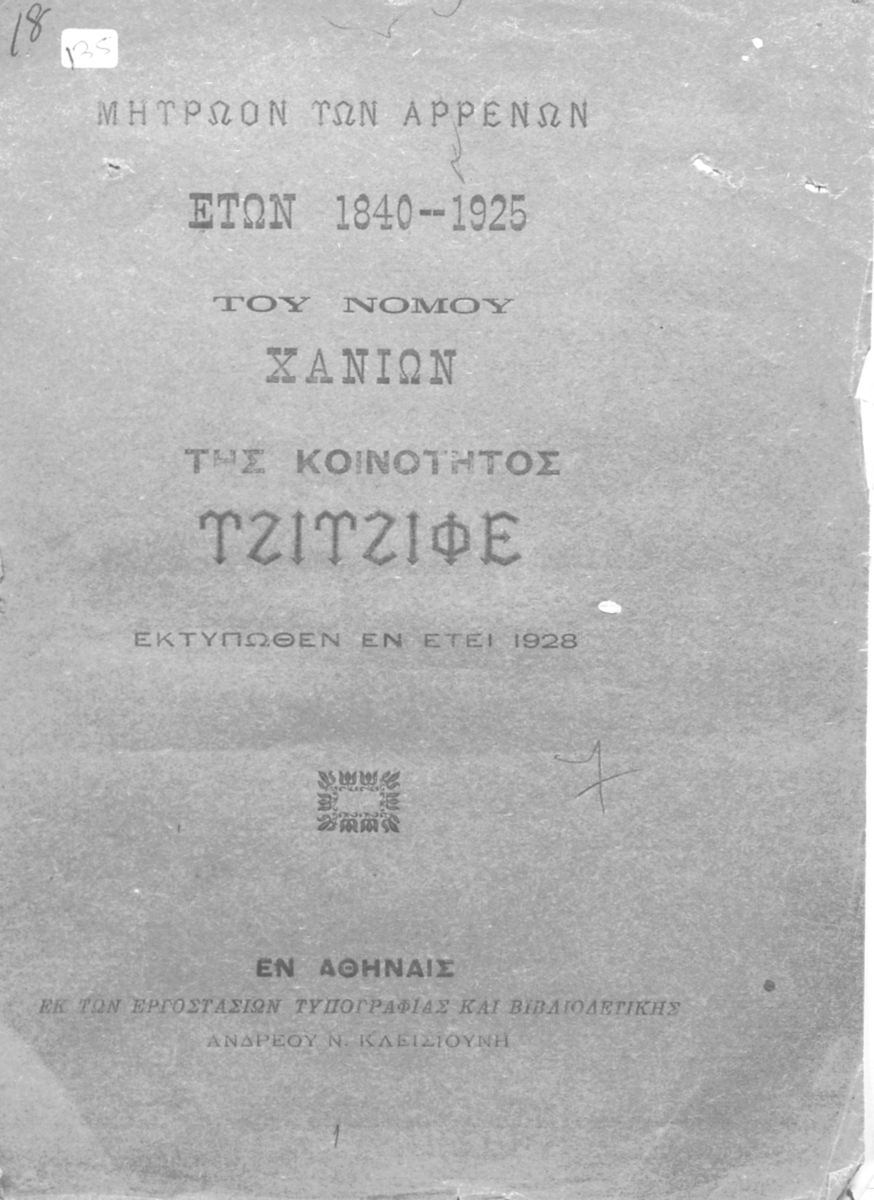 18
135
ΜΗΤΡΩΟΝ ΤΩΝ ΑΡΡΕΝΩΝ
ΕΤΩΝ 1840--1925
ΤΟΥ ΝΟΜΟΥ
ΧΑΝΙΩΝ
ΤΗΣ ΚΟΙΝΟΤΗΤΟΣ
ΤΖΙΤΖΙΦΕ
ΕΚΤΥΠΩΘΕΝ ΕΝ ΕΤΕΙ 1928
ΕΝ ΑΘΗΝΑΙΣ
ΕΚ ΤΩΝ ΕΡΓΟΣΤΑΣΙΩΝ ΤΥΠΟΓΡΑΦΙΑΣ ΚΑΙ ΒΙΒΛΙΟΔΕΤΙΚΗΣ
ΑΝΔΡΕΟΥ Ν. ΚΛΕΙΣΙΟΥΝΗ